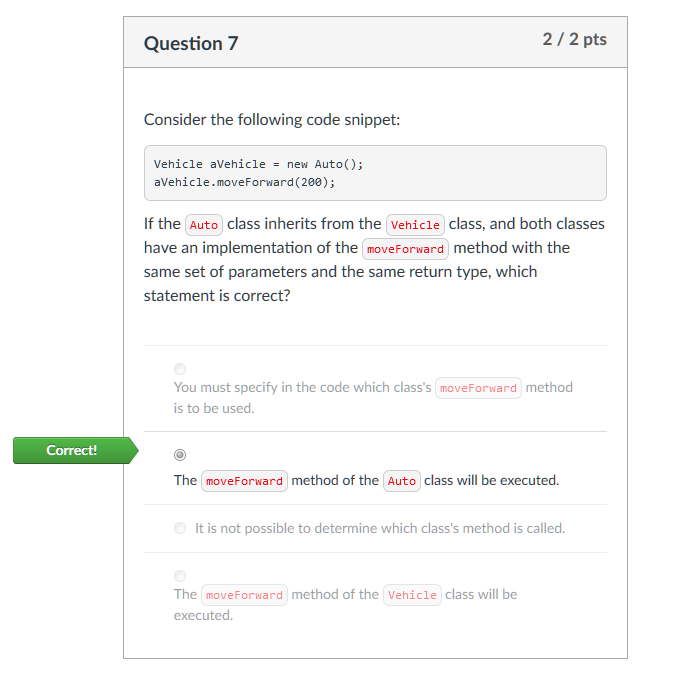 Question 7
2 / 2 pts
Consider the following code snippet:
Vehicle aVehicle = new Auto();
aVehicle.moveForward(200);
If the Auto class inherits from the Vehicle class, and both classes
have an implementation of the moveForward method with the
same set of parameters and the same return type, which
statement is correct?
You must specify in the code which class's moveForward method
is to be used.
Correct!
The moveForward method of the Auto class will be executed.
It is not possible to determine which class's method is called.
The moveForward method of the Vehicle class will be
executed.